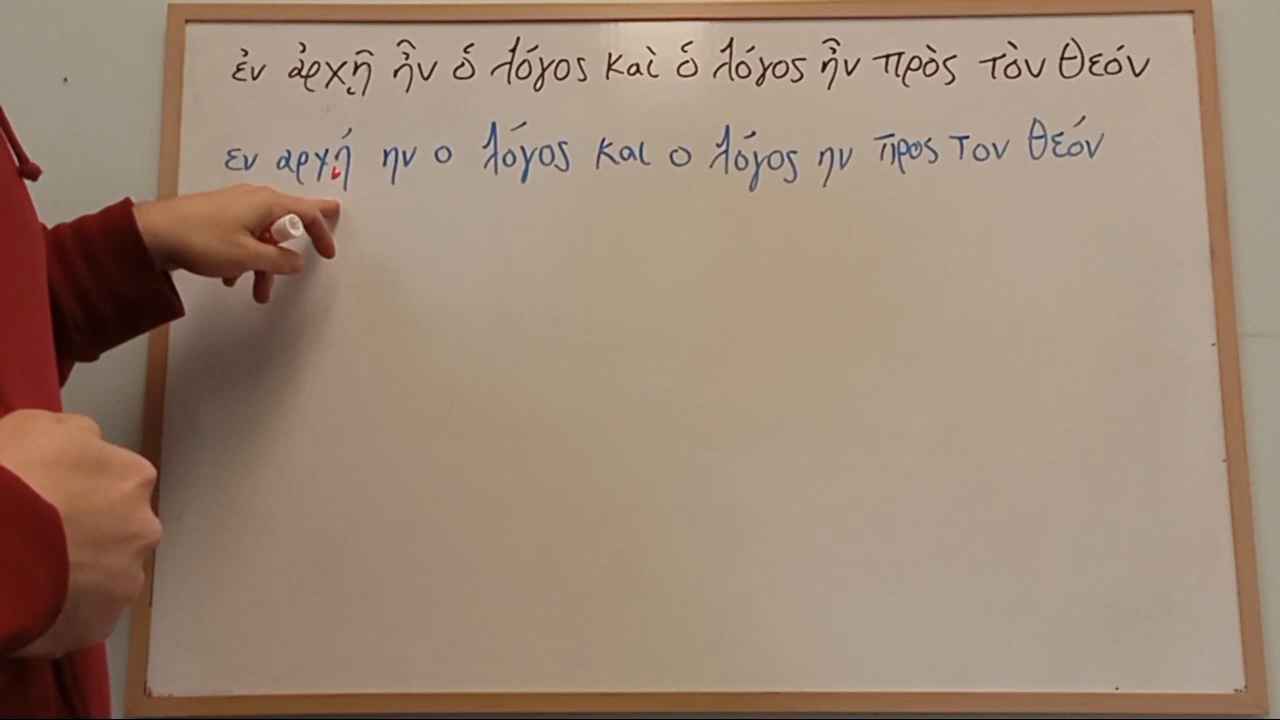 ἐν ἀρχῇ ἦν ὁ λόγος καὶ ὁ λόγος ἦν πρὸς τὸν θεόν
εν αρχή ην ο λόγος και ο λόγος ην προς τον θεόν